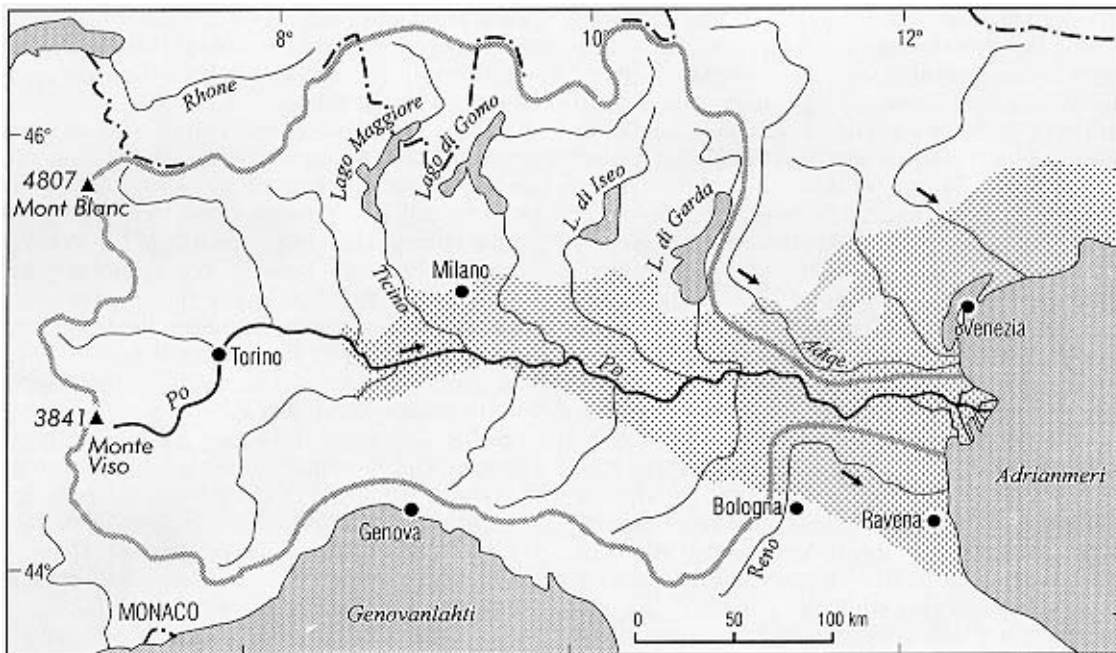 8°
10
12°
Rhone
46°
Lago Maggiore
Lago di Gomo
4807
Mont Blanc
L. di Iseo
L. di Garda
Milano
Ticino
Venezia
Torino
Adige
Po
Po
3841
Monte
Viso
Adrianmeri
Bologna
Genova
Ravena
Reno
44°
Genovanlahti
MONACO
0 50 100 km